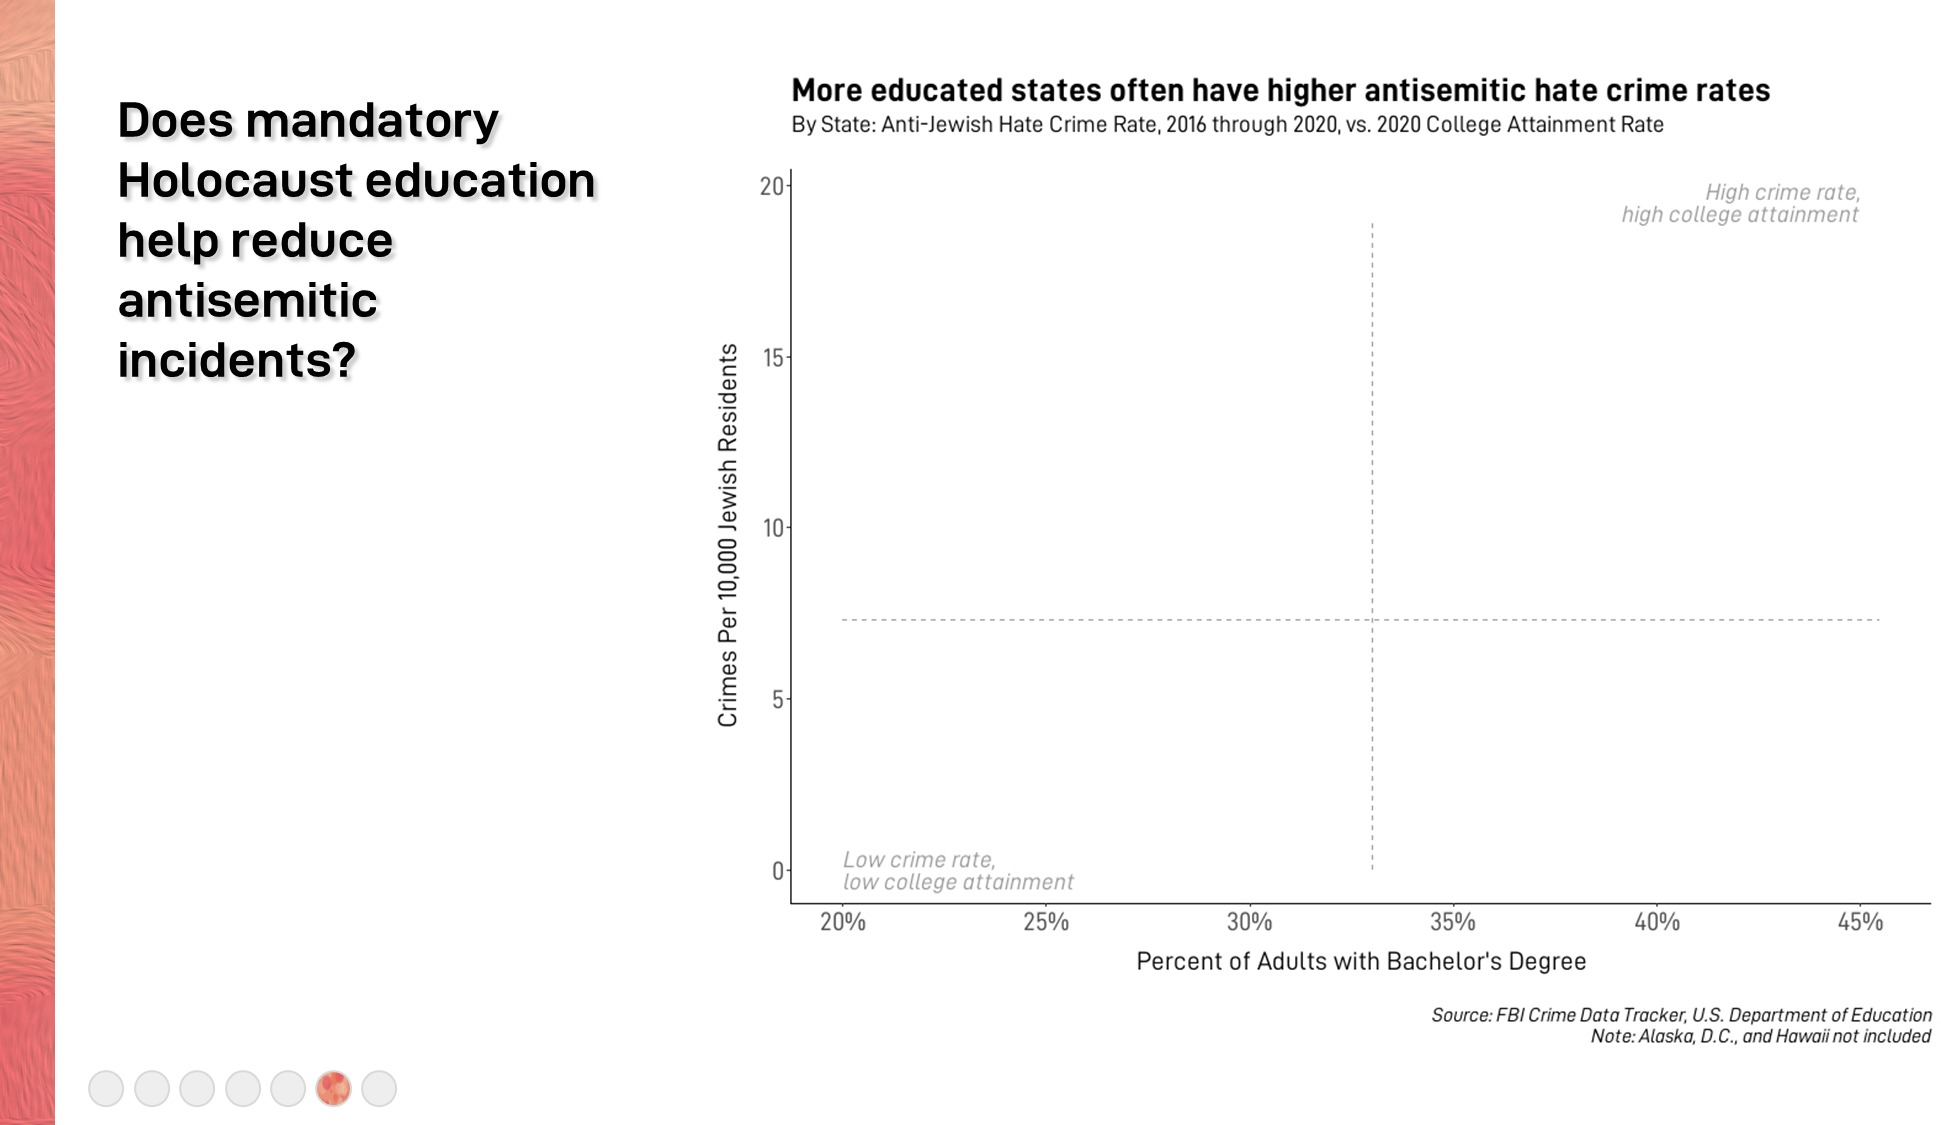 Does mandatory
Holocaust education
help reduce
antisemitic
incidents?
More educated states often have higher antisemitic hate crime rates
By State: Anti-Jewish Hate Crime Rate, 2016 through 2020, vs. 2020 College Attainment Rate
High crime rate,
high college attainment
20
15
10
5
0
Crimes Per 10,000 Jewish Residents
Low crime rate,
low college attainment
20% 25% 30% 35% 40% 45%
Percent of Adults with Bachelor's Degree
Source: FBI Crime Data Tracker, U.S. Department of Education
Note: Alaska, D.C., and Hawaii not included